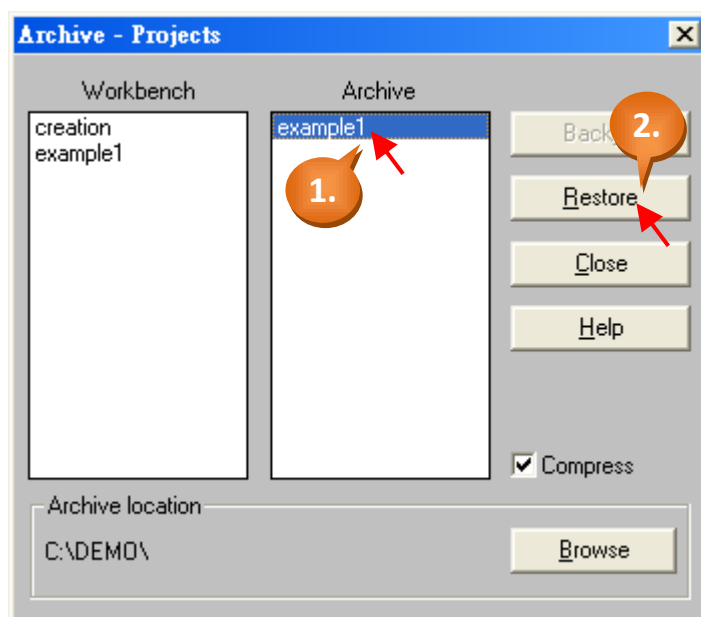 Archive - Projects
Workbench
Archive
creation
example1
example1
1.
2.
Restore
Close
Help
Compress
Archive location
C:\DEMO\
Browse